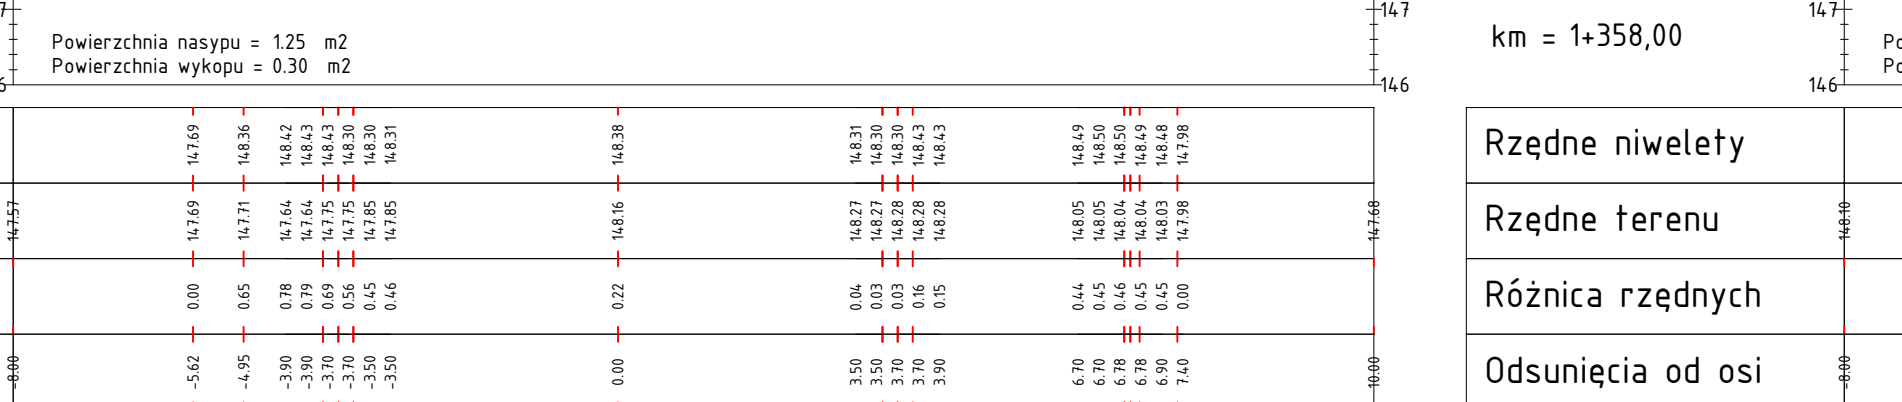 147
147
147
km = 1+358,00
Powierzchnia nasypu = 1.25 m2
Powierzchnia wykopu = 0.30 m2
146
146
147.69 148.36 148.42 148.43 148.43 148.30 148.30 148.31 148.38 148.31 148.30 148.30 148.43 148.43 148.49 148.50 148.50 148.49 148.48 147.98
Rzędne niwelety
147.57 147.69 147.71 147.64 147.64 147.75 147.75 147.85 147.85 148.16 148.27 148.27 148.28 148.28 148.28 148.05 148.05 148.04 148.04 148.03 147.98 147.68
Rzędne terenu
148.10
0.00 0.65 0.78 0.79 0.69 0.56 0.45 0.46 0.22 0.04 0.03 0.03 0.16 0.15 0.44 0.45 0.46 0.45 0.45 0.00
Różnica rzędnych
-8.00 -5.62 -4.95 -3.90 -3.90 -3.70 -3.70 -3.50 -3.50 0.00 3.50 3.50 3.70 3.70 3.90 6.70 6.70 6.78 6.78 6.90 7.40 10.00
Odsunięcia od osi
-8.00